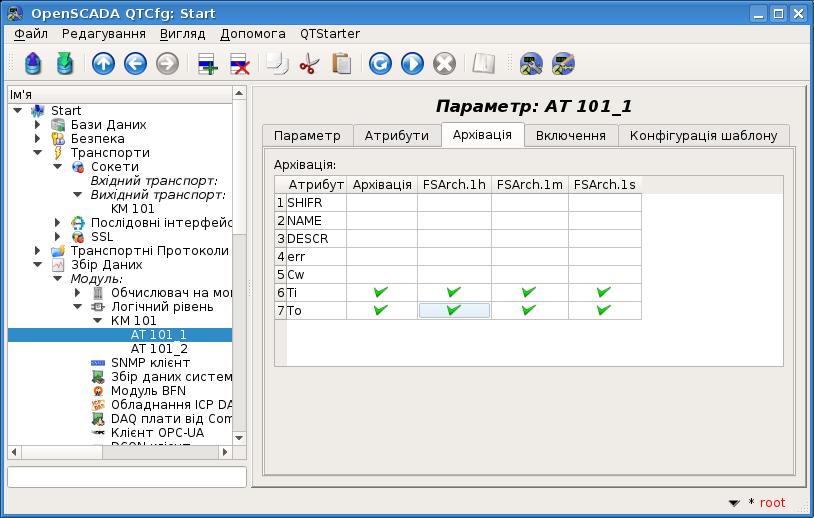 OpenSCADA QTCfg: Start
Файл Редагування Вигляд Допомога QTStarter
Ім'я
Start
Бази Даних
Безпека
Транспорти
Сокети
Вхідний транспорт:
Вихідний транспорт:
КМ 101
Послідовні інтерфейс
SSL
Транспортні Протоколи
Збір Даних
Модуль:
Обчислювач на мо
Логічний рівень
КМ 101
AT 101_1
AT 101_2
SNMP клієнт
Збір даних систем
Модуль BFN
Обладнання ICP DA
DAQ плати від Com
Клієнт OPC-UA
DCON клієнт
Параметр: AT 101_1
Параметр Атрибути Архівація Включення Конфігурація шаблону
Архівація:
Атрибут Архівація FSArch.1h FSArch.1m FSArch.1s
1 SHIFR
2 NAME
3 DESCR
4 err
5 Cw
6 Ti
7 To
* root